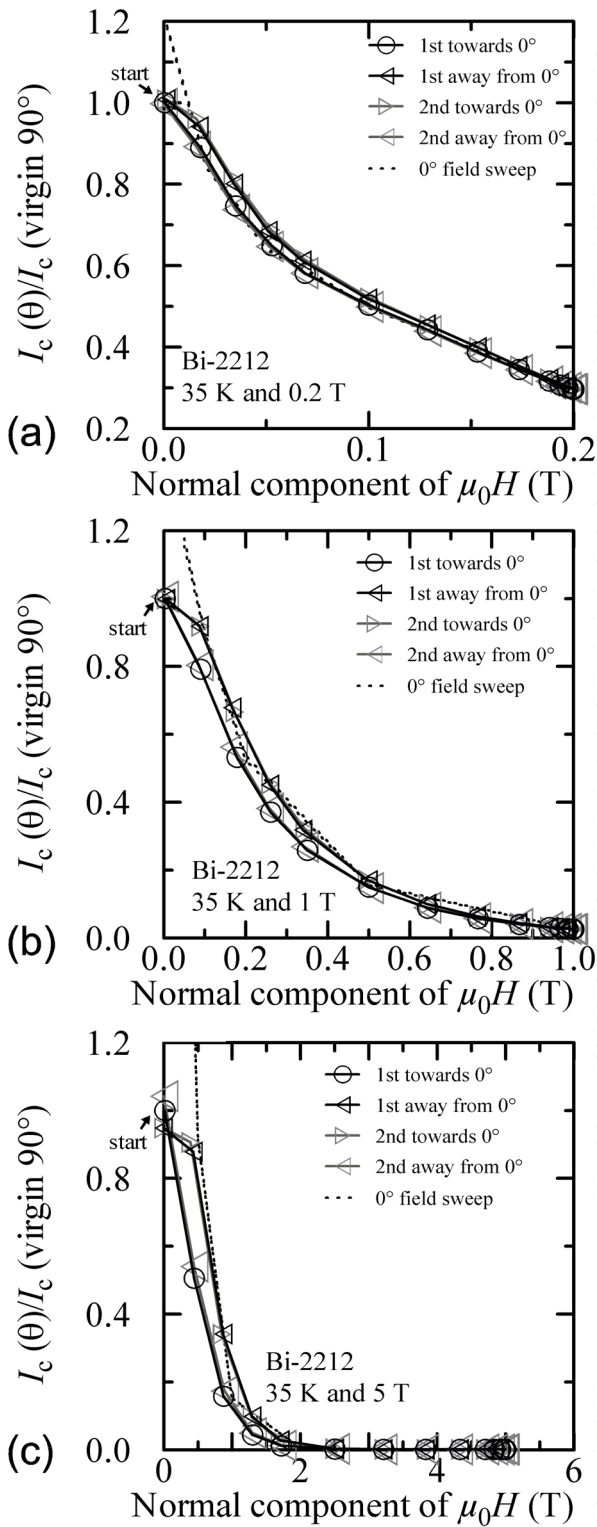 1.2
1.0
0.8
0.6
0.4
0.2
start
1st towards 0°
1st away from 0°
2nd towards 0°
2nd away from 0°
0° field sweep
Bi-2212
35 K and 0.2 T
Ic(θ)/Ic (virgin 90°)
(a)
0.0 0.1 0.2
Normal component of μ0H (T)
1.2
0.8
0.4
0.0
start
1st towards 0°
1st away from 0°
2nd towards 0°
2nd away from 0°
0° field sweep
Bi-2212
35 K and 1 T
Ic(θ)/Ic (virgin 90°)
(b)
0.0 0.2 0.4 0.6 0.8 1.0
Normal component of μ0H (T)
1.2
0.8
0.4
0.0
start
1st towards 0°
1st away from 0°
2nd towards 0°
2nd away from 0°
0° field sweep
Bi-2212
35 K and 5 T
Ic(θ)/Ic (virgin 90°)
(c)
0 2 4 6
Normal component of μ0H (T)